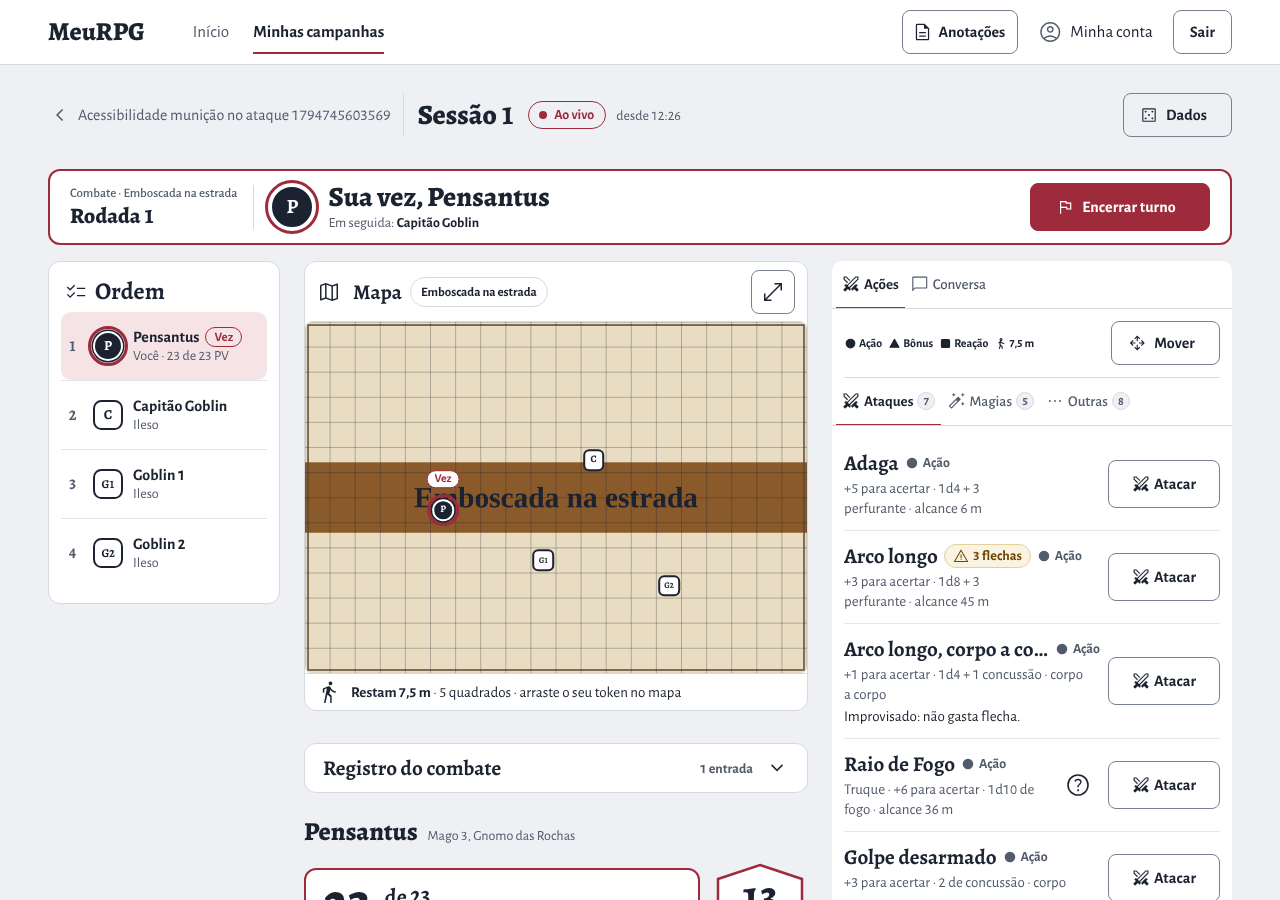 MeuRPG
Início
Minhas campanhas
Anotações
Minha conta
Sair
Acessibilidade munição no ataque 1794745603569
Sessão 1
Ao vivo
desde 12:26
Dados
Combate · Emboscada na estrada
Rodada 1
P
Sua vez, Pensantus
Em seguida: Capitão Goblin
Encerrar turno
Ordem
1
P
Pensantus
Vez
Você · 23 de 23 PV
2
C
Capitão Goblin
Ileso
3
G1
Goblin 1
Ileso
4
G2
Goblin 2
Ileso
Mapa
Emboscada na estrada
C
Vez
Emboscada na estrada
P
G1
G2
Restam 7,5 m · 5 quadrados · arraste o seu token no mapa
Registro do combate
1 entrada
Pensantus
Mago 3, Gnomo das Rochas
de 23
13
Ações
Conversa
Ação
Bônus
Reação
7,5 m
Mover
Ataques 7
Magias 5
Outras 8
Adaga
Ação
+5 para acertar · 1d4 + 3
perfurante · alcance 6 m
Atacar
Arco longo
3 flechas
Ação
+3 para acertar · 1d8 + 3
perfurante · alcance 45 m
Atacar
Arco longo, corpo a co...
Ação
+1 para acertar · 1d4 + 1 concussão · corpo
a corpo
Improvisado: não gasta flecha.
Atacar
Raio de Fogo
Ação
Truque · +6 para acertar · 1d10 de
fogo · alcance 36 m
?
Atacar
Golpe desarmado
Ação
+3 para acertar · 2 de concussão · corpo
Atacar